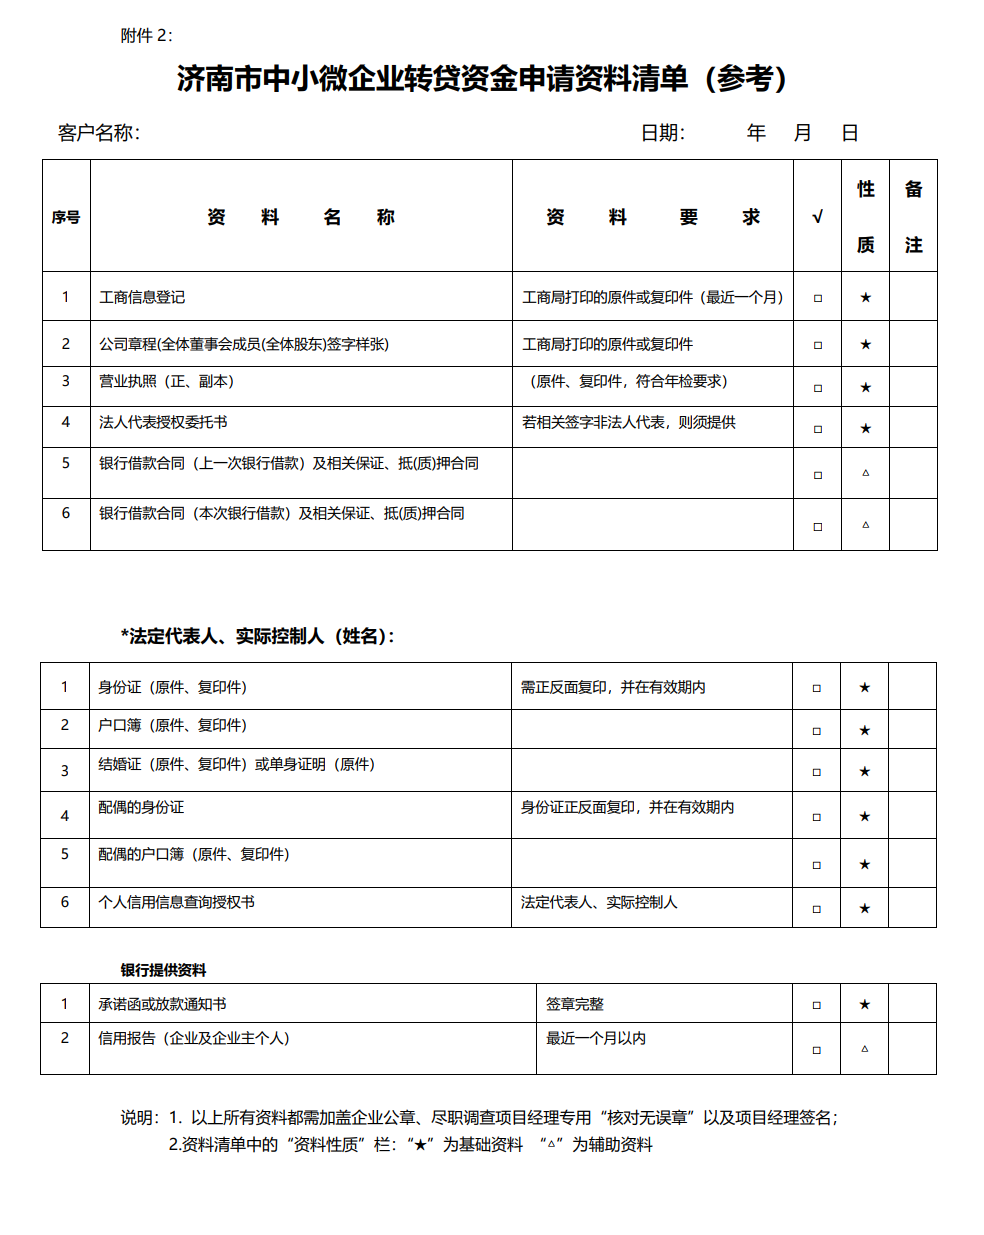 附件 2：
济南市中小微企业转贷资金申请资料清单（参考）
客户名称： 日期： 年 月 日
序号 资 料 名 称 资 料 要 求 √ 性质 备注
1 工商信息登记 工商局打印的原件或复印件（最近一个月） □ ★
2 公司章程(全体董事会成员(全体股东)签字样张) 工商局打印的原件或复印件 □ ★
3 营业执照（正、副本） （原件、复印件，符合年检要求） □ ★
4 法人代表授权委托书 若相关签字非法人代表，则须提供 □ ★
5 银行借款合同（上一次银行借款）及相关保证、抵(质)押合同 □ △
6 银行借款合同（本次银行借款）及相关保证、抵(质)押合同 □ △
*法定代表人、实际控制人（姓名）：
1 身份证（原件、复印件） 需正反面复印，并在有效期内 □ ★
2 户口簿（原件、复印件） □ ★
3 结婚证（原件、复印件）或单身证明（原件） □ ★
4 配偶的身份证 身份证正反面复印，并在有效期内 □ ★
5 配偶的户口簿（原件、复印件） □ ★
6 个人信用信息查询授权书 法定代表人、实际控制人 □ ★
银行提供资料
1 承诺函或放款通知书 签章完整 □ ★
2 信用报告（企业及企业主个人） 最近一个月以内 □ △
说明：1. 以上所有资料都需加盖企业公章、尽职调查项目经理专用“核对无误章”以及项目经理签名；
2.资料清单中的“资料性质”栏：“★”为基础资料 “△”为辅助资料